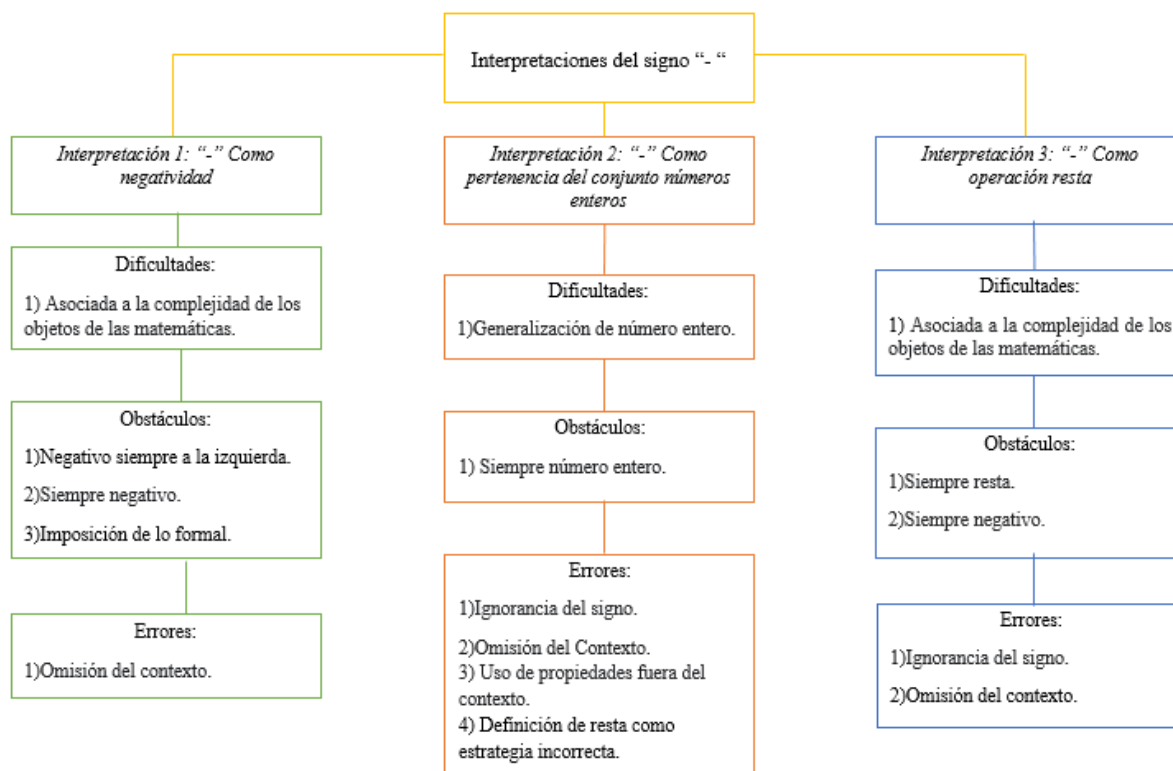 Interpretaciones del signo “- “
Interpretación 1: “-” Como
negatividad
Dificultades:
1) Asociada a la complejidad de los
objetos de las matemáticas.
Obstáculos:
1)Negativo siempre a la izquierda.
2)Siempre negativo.
3)Imposición de lo formal.
Errores:
1)Omisión del contexto.
Interpretación 2: “-” Como
pertenencia del conjunto números
enteros
Dificultades:
1)Generalización de número entero.
Obstáculos:
1) Siempre número entero.
Errores:
1)Ignorancia del signo.
2)Omisión del Contexto.
3) Uso de propiedades fuera del
contexto.
4) Definición de resta como
estrategia incorrecta.
Interpretación 3: “-” Como
operación resta
Dificultades:
1) Asociada a la complejidad de los
objetos de las matemáticas.
Obstáculos:
1)Siempre resta.
2)Siempre negativo.
Errores:
1)Ignorancia del signo.
2)Omisión del contexto.